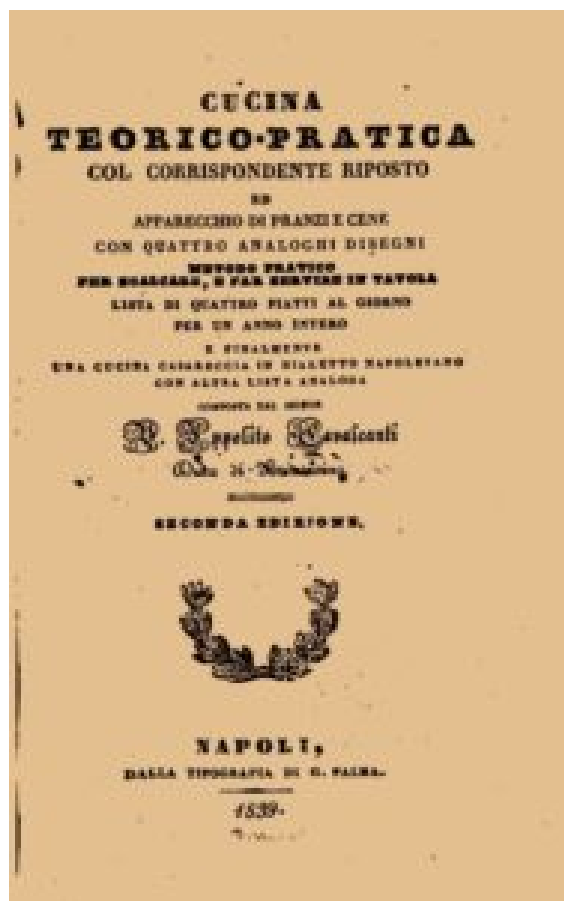 CUCINA
TEORICO-PRATICA
COL CORRISPONDENTE RIPOSTO
ED
APPARECCHIO DI PRANZI E CENE
CON QUATTRO ANALOGHI DISEGNI
METODO PRATICO
PER SCALCARE, E FAR SERVIRE IN TAVOLA
LISTA DI QUATTRO PIATTI AL GIORNO
PER UN ANNO INTERO
E FINALMENTE
UNA CUCINA CASARECCIA IN DIALETTO NAPOLETANO
CON ALTRA LISTA ANALOGA
COMPOSTA DAL SIGNOR
Ippolito Cavalcanti
Duca di
SECONDA EDIZIONE.
NAPOLI,
DALLA TIPOGRAFIA DI G. PALMA.
1839.